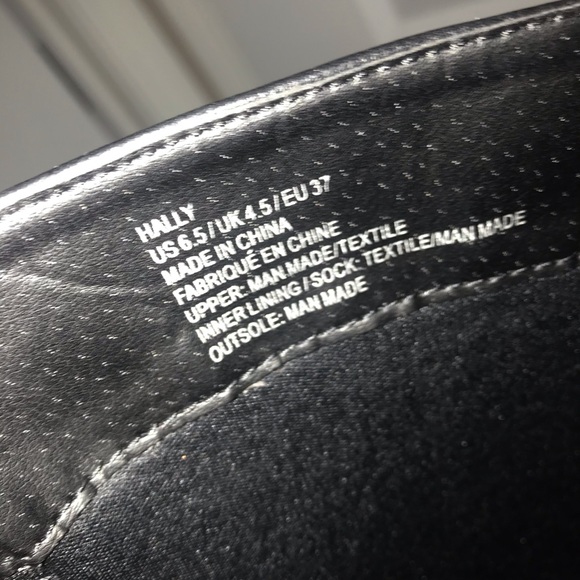 HALLY
US 6.5 / UK 4.5 / EU 37
MADE IN CHINA
FABRIQUÉ EN CHINE
UPPER: MAN MADE/TEXTILE
INNER LINING / SOCK: TEXTILE/MAN MADE
OUTSOLE: MAN MADE